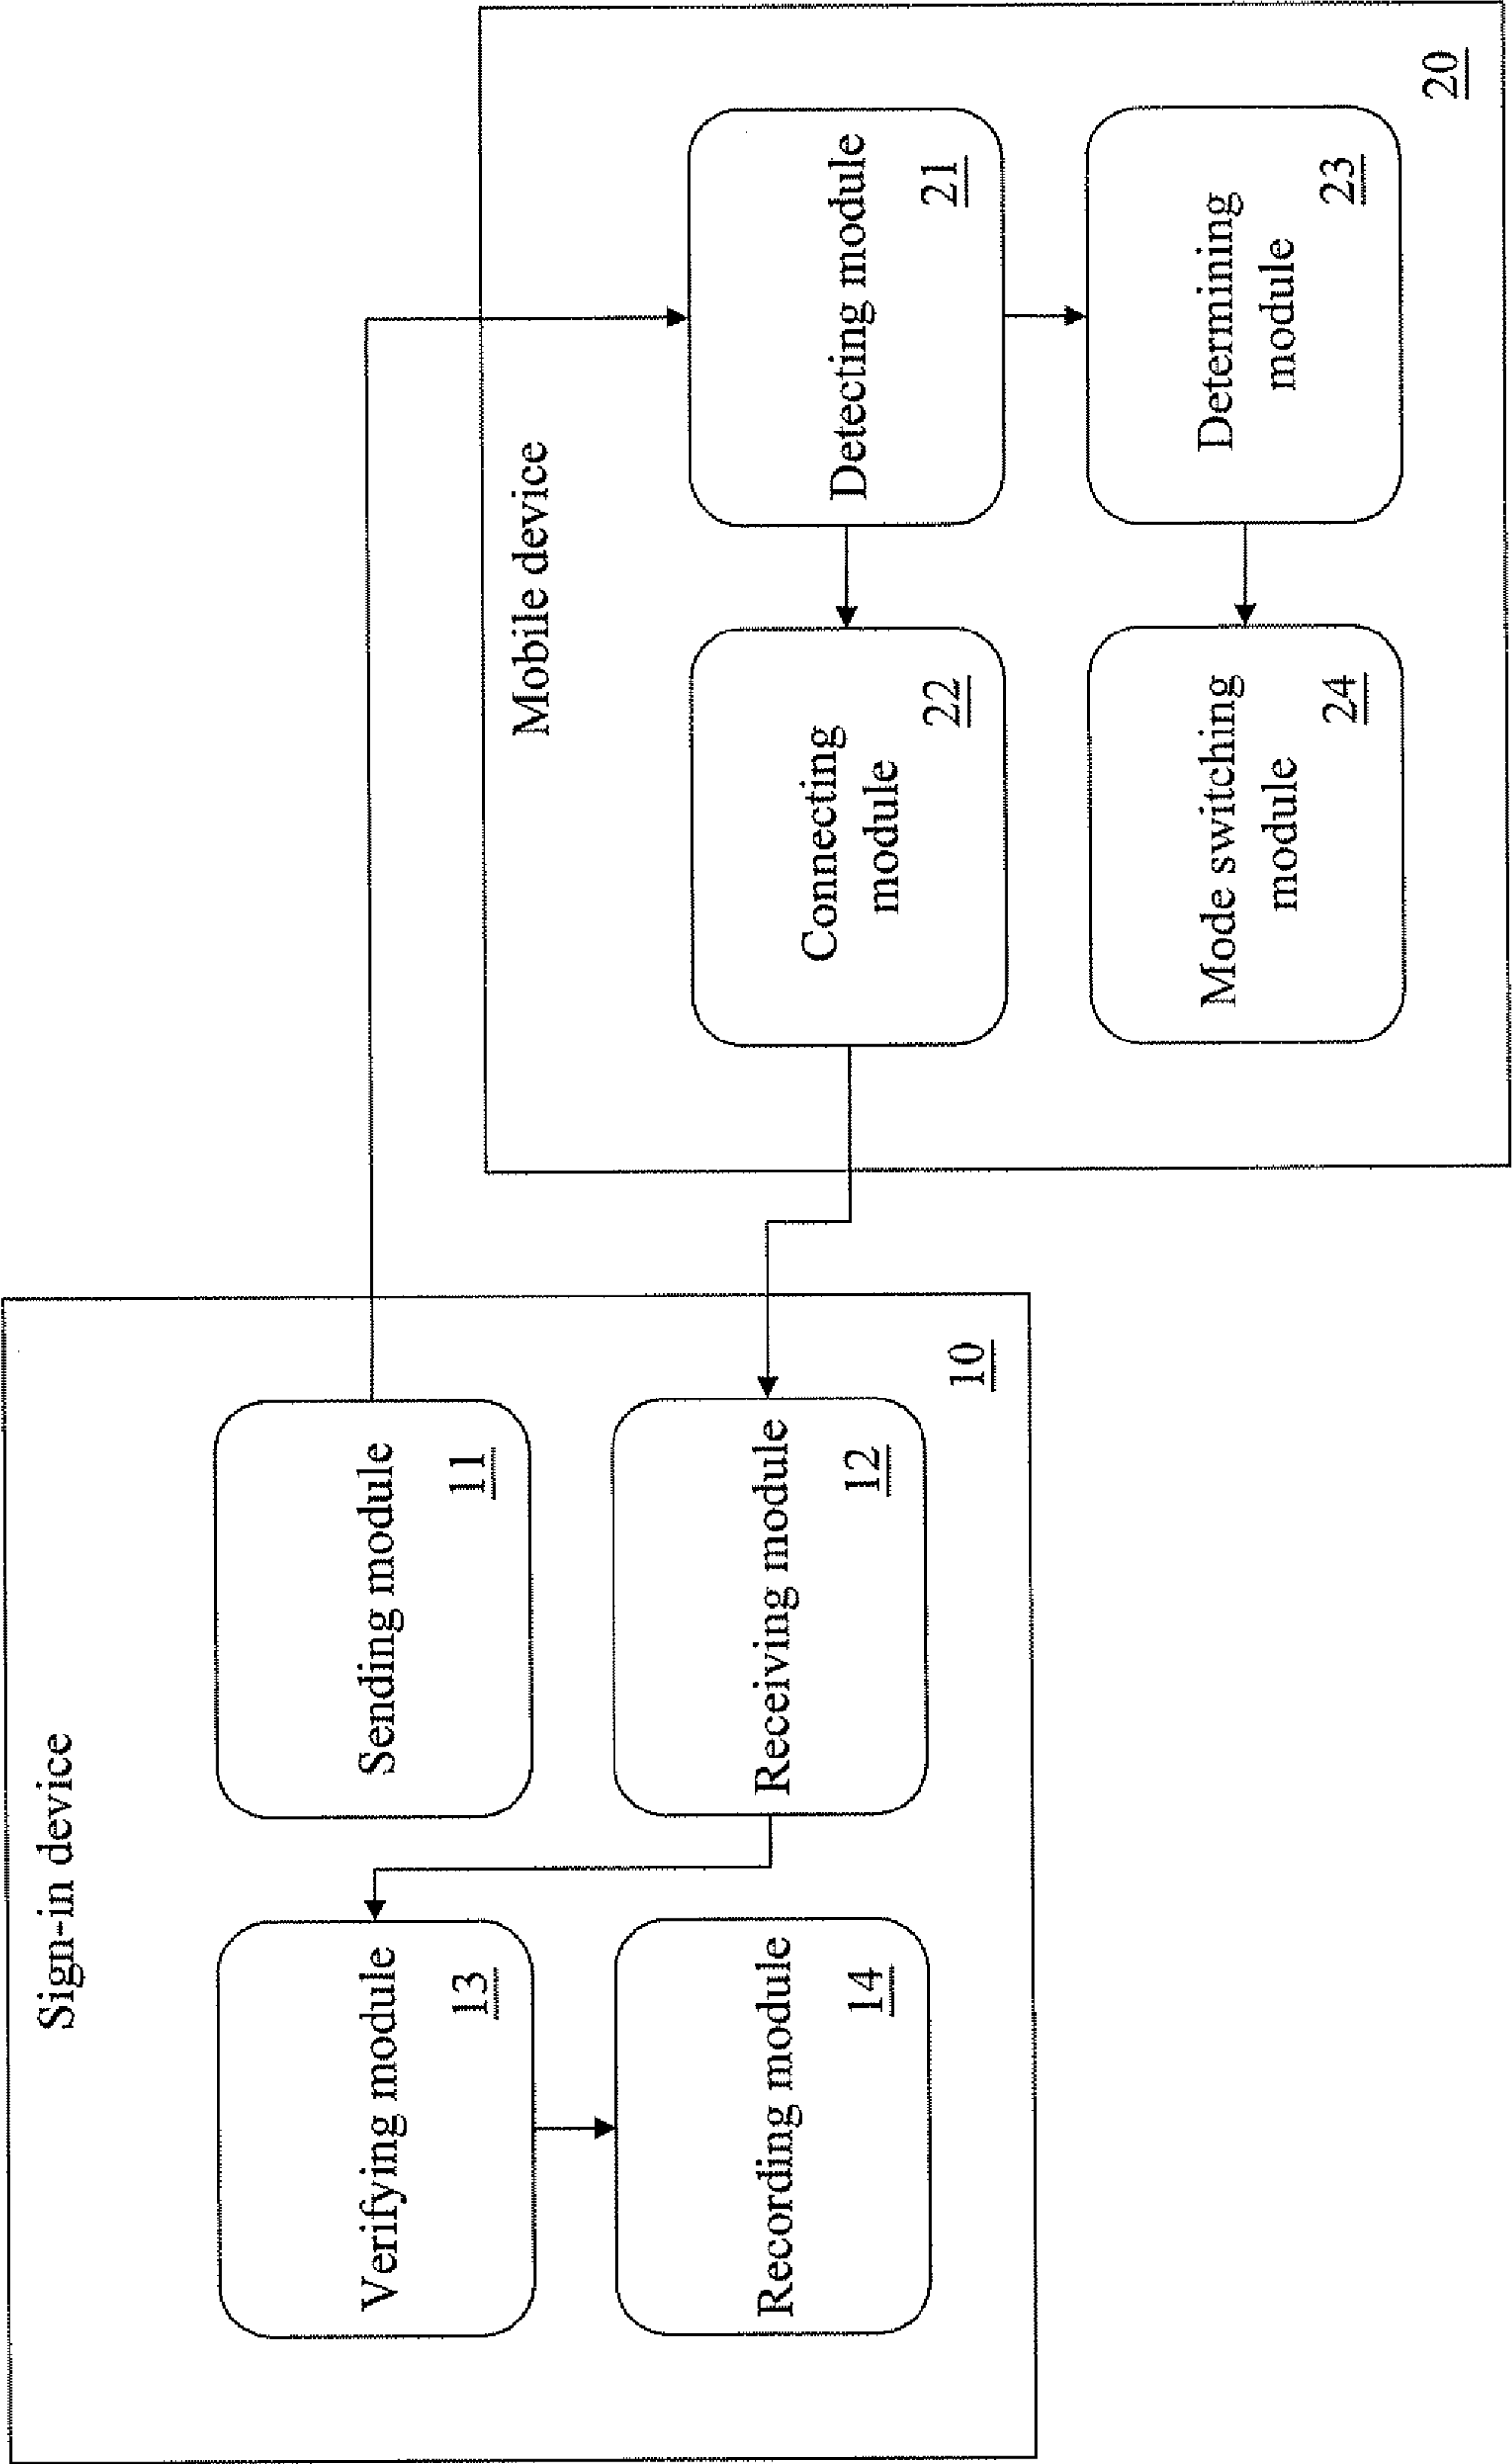 Sign-in device
Verifying module
13
Sending module
11
Recording module
14
Receiving module
12
10
Mobile device
Connecting
module
22
Detecting module
21
Mode switching
module
24
Determining
module
23
20